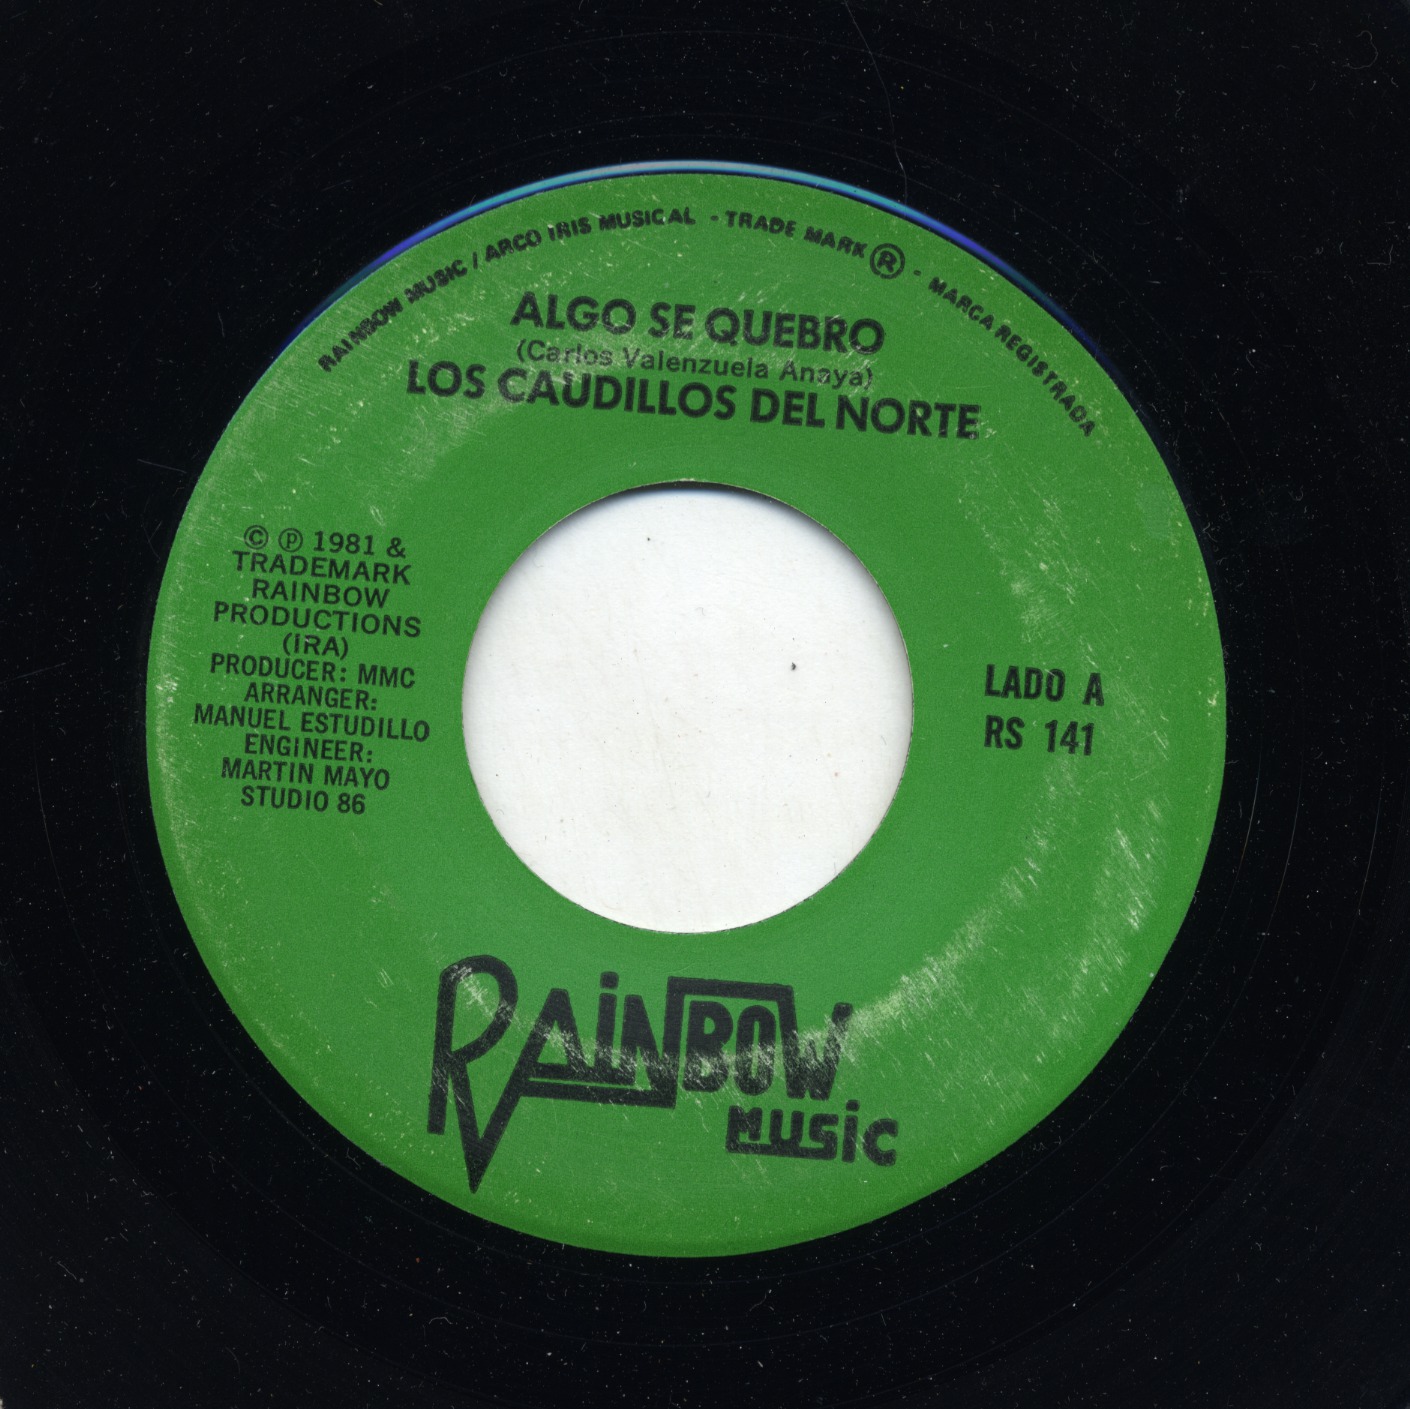 RAINBOW MUSIC / ARCO IRIS MUSICAL - TRADE MARK ® - MARCA REGISTRADA
ALGO SE QUEBRO
(Carlos Valenzuela Anaya)
LOS CAUDILLOS DEL NORTE
© ℗ 1981 &
TRADEMARK
RAINBOW
PRODUCTIONS
(IRA)
PRODUCER: MMC
ARRANGER:
MANUEL ESTUDILLO
ENGINEER:
MARTIN MAYO
STUDIO 86
LADO A
RS 141
RAINBOW
MUSIC